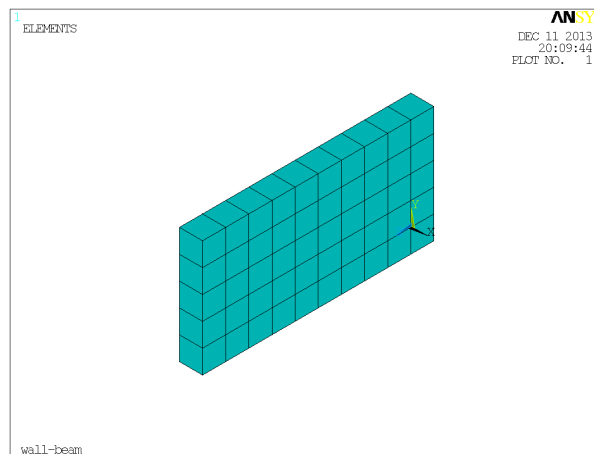 1
ELEMENTS
ANSY
DEC 11 2013
20:09:44
PLOT NO. 1
Y
X
wall-beam